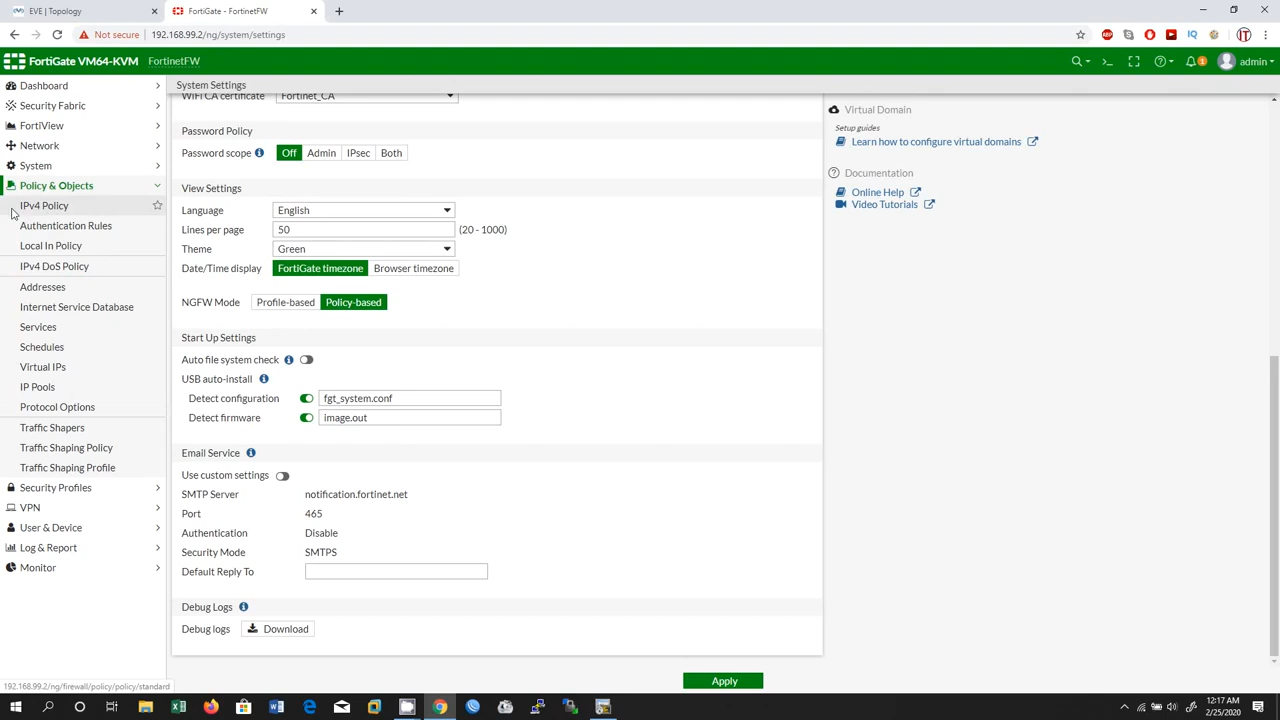 EVE | Topology
FortiGate - FortinetFW
Not secure
192.168.99.2/ng/system/settings
FortiGate VM64-KVM
FortinetFW
1
admin
Dashboard
Security Fabric
FortiView
Network
System
Policy & Objects
IPv4 Policy
Authentication Rules
Local In Policy
IPv4 DoS Policy
Addresses
Internet Service Database
Services
Schedules
Virtual IPs
IP Pools
Protocol Options
Traffic Shapers
Traffic Shaping Policy
Traffic Shaping Profile
Security Profiles
VPN
User & Device
Log & Report
Monitor
192.168.99.2/ng/firewall/policy/policy/standard
System Settings
WiFi CA certificate Fortinet_CA
Password Policy
Password scope Off Admin IPsec Both
View Settings
Language English
Lines per page 50 (20 - 1000)
Theme Green
Date/Time display FortiGate timezone Browser timezone
NGFW Mode Profile-based Policy-based
Start Up Settings
Auto file system check
USB auto-install
Detect configuration fgt_system.conf
Detect firmware image.out
Email Service
Use custom settings
SMTP Server notification.fortinet.net
Port 465
Authentication Disable
Security Mode SMTPS
Default Reply To
Debug Logs
Debug logs Download
Apply
Virtual Domain
Setup guides
Learn how to configure virtual domains
Documentation
Online Help
Video Tutorials
12:17 AM
2/25/2020